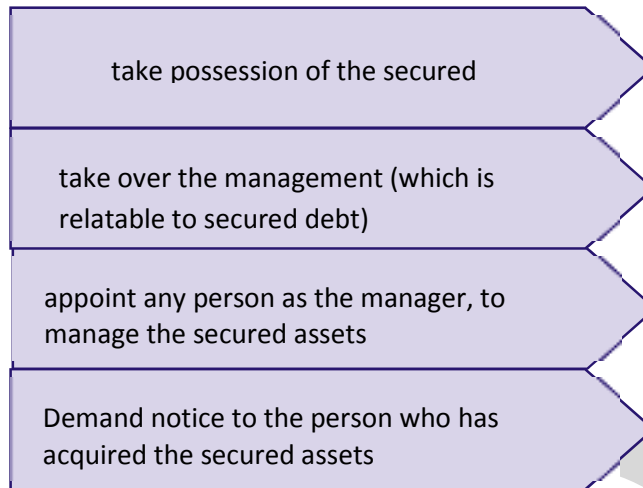 take possession of the secured
take over the management (which is
relatable to secured debt)
appoint any person as the manager, to
manage the secured assets
Demand notice to the person who has
acquired the secured assets